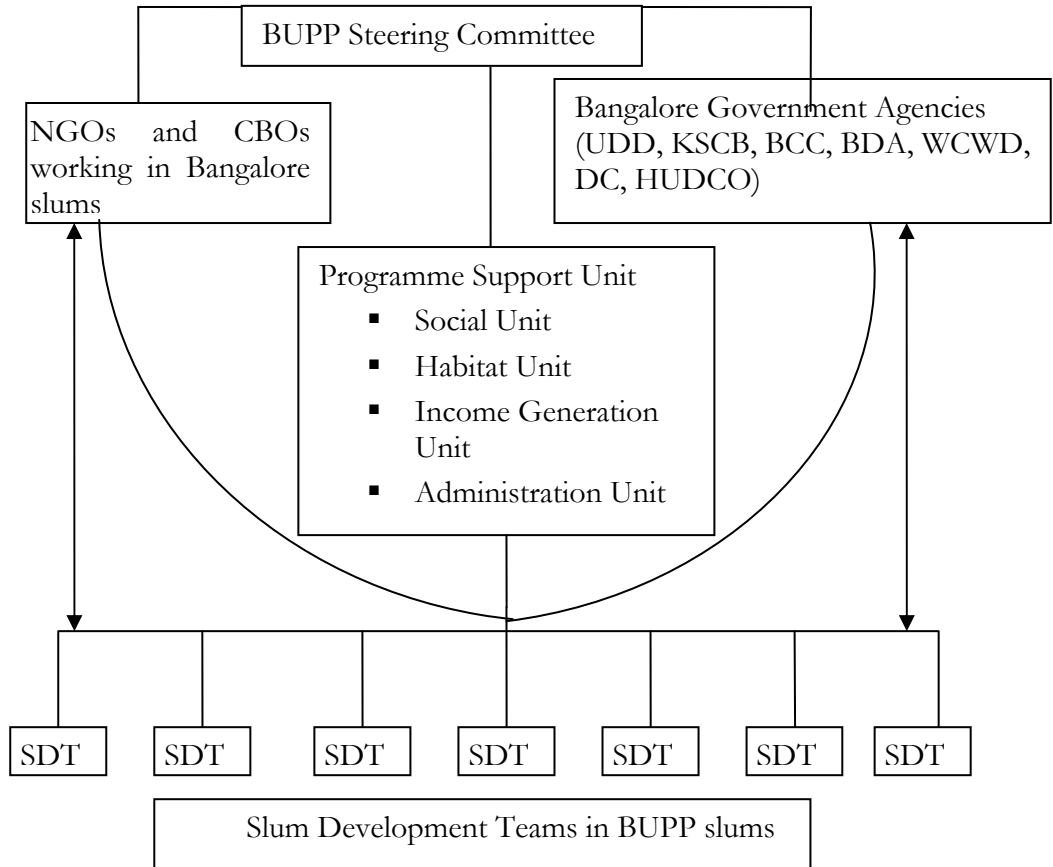 BUPP Steering Committee
NGOs and CBOs
working in Bangalore
slums
Bangalore Government Agencies
(UDD, KSCB, BCC, BDA, WCWD,
DC, HUDCO)
Programme Support Unit
▪ Social Unit
▪ Habitat Unit
▪ Income Generation
Unit
▪ Administration Unit
SDT SDT SDT SDT SDT SDT SDT
Slum Development Teams in BUPP slums